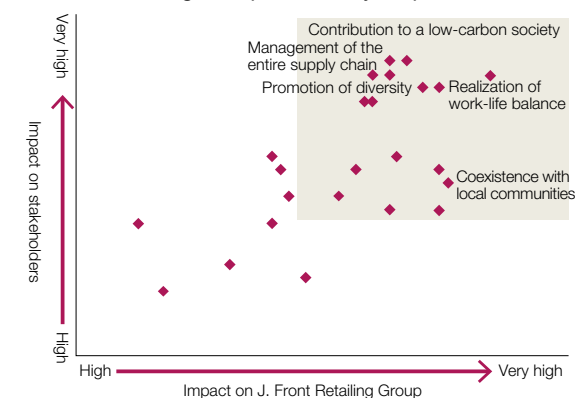 Very high
Contribution to a low-carbon society
Management of the
entire supply chain
Promotion of diversity
Realization of
work-life balance
Impact on stakeholders
Coexistence with
local communities
High
High
Very high
Impact on J. Front Retailing Group